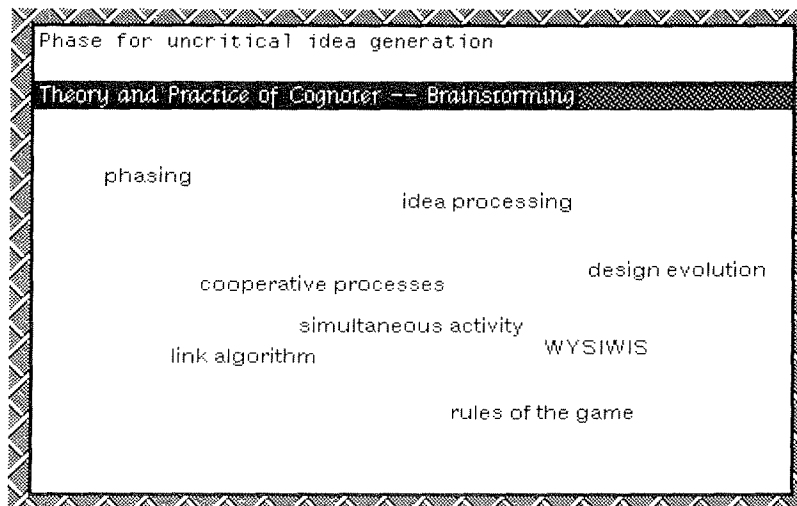 Phase for uncritical idea generation
Theory and Practice of Cognoter -- Brainstorming
phasing
idea processing
design evolution
cooperative processes
simultaneous activity
WYSIWIS
link algorithm
rules of the game